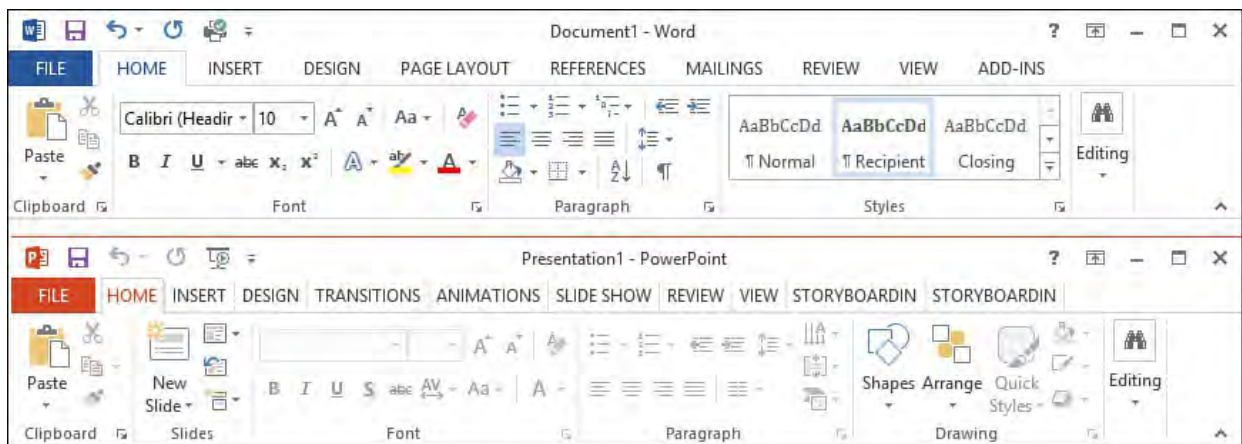 Document1 - Word ?
FILE HOME INSERT DESIGN PAGE LAYOUT REFERENCES MAILINGS REVIEW VIEW ADD-INS
Calibri (Headir 10 A A Aa
AaBbCcDd AaBbCcDd AaBbCcDd
Paste B I U abc X₂ X² A aby A A Z ¶ ¶ Normal ¶ Recipient Closing Editing
Clipboard Font Paragraph Styles
Presentation1 - PowerPoint ?
FILE HOME INSERT DESIGN TRANSITIONS ANIMATIONS SLIDE SHOW REVIEW VIEW STORYBOARDIN STORYBOARDIN
A A
Paste New Slide B I U S abc AV Aa A Shapes Arrange Quick Styles Editing
Clipboard Slides Font Paragraph Drawing